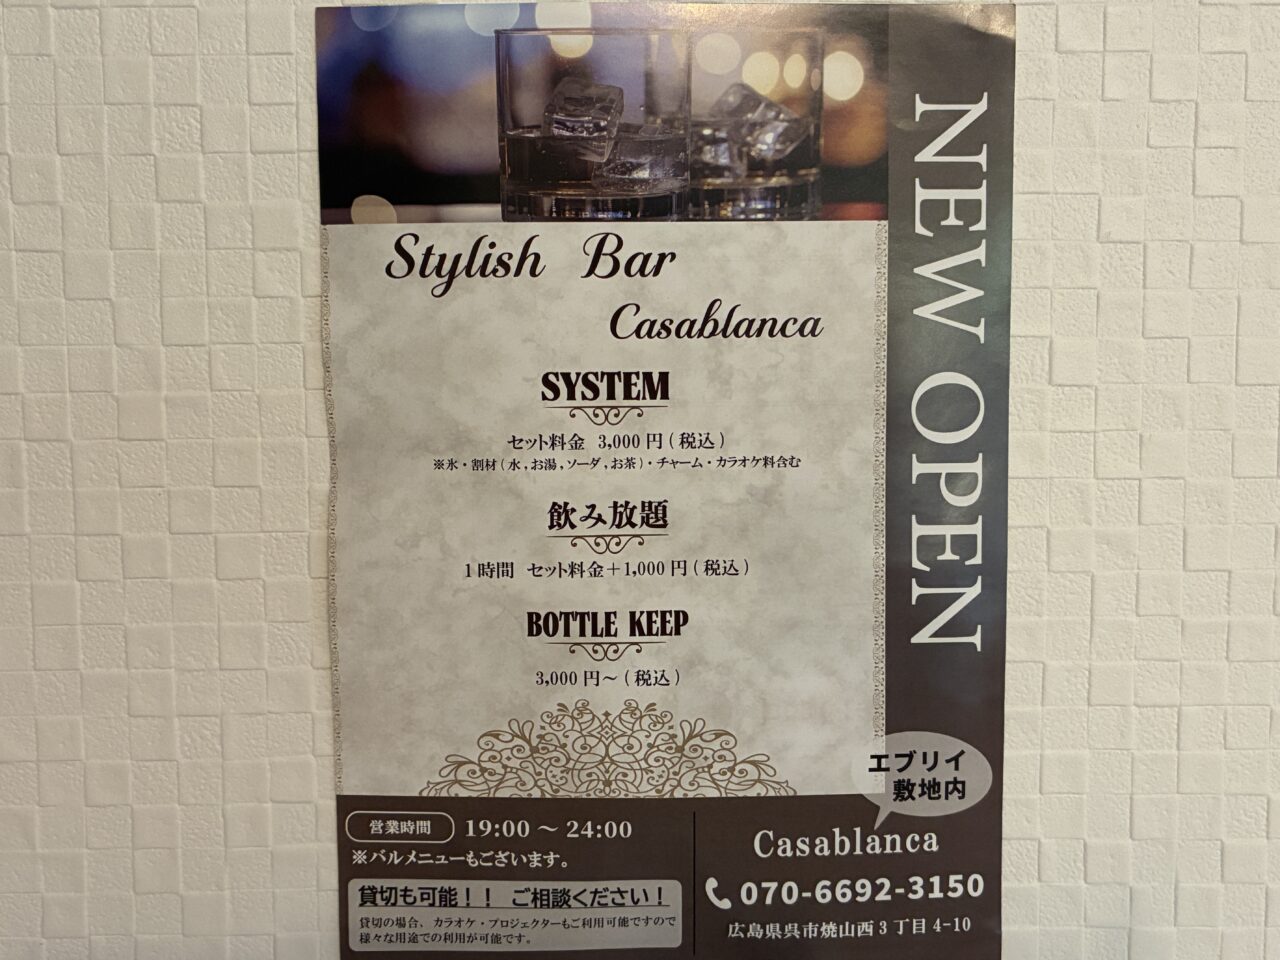 NEW OPEN
Stylish Bar
Casablanca
SYSTEM
セット料金 3,000円(税込)
※氷・割材(水,お湯,ソーダ,お茶)・チャーム・カラオケ料含む
飲み放題
1時間 セット料金+1,000円(税込)
BOTTLE KEEP
3,000円〜(税込)
営業時間 19:00〜24:00
※バルメニューもございます。
貸切も可能!! ご相談ください!
貸切の場合、カラオケ・プロジェクターもご利用可能ですので
様々な用途での利用が可能です。
エブリイ
敷地内
Casablanca
070-6692-3150
広島県呉市焼山西3丁目4-10